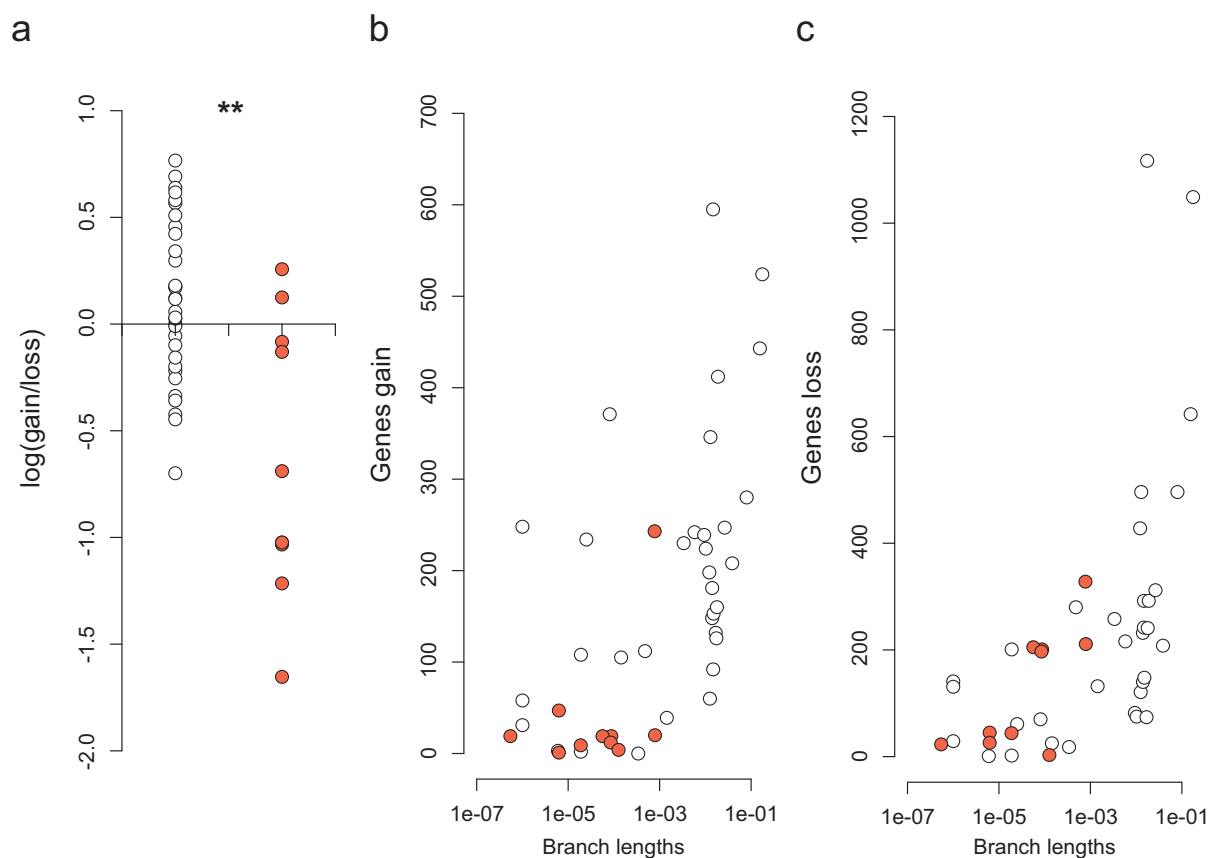 a
**
log(gain/loss)
1.0
0.5
0.0
-0.5
-1.0
-1.5
-2.0
b
Genes gain
700
600
500
400
300
200
100
0
1e-07
1e-05
1e-03
1e-01
Branch lengths
c
Genes loss
1200
1000
800
600
400
200
0
1e-07
1e-05
1e-03
1e-01
Branch lengths